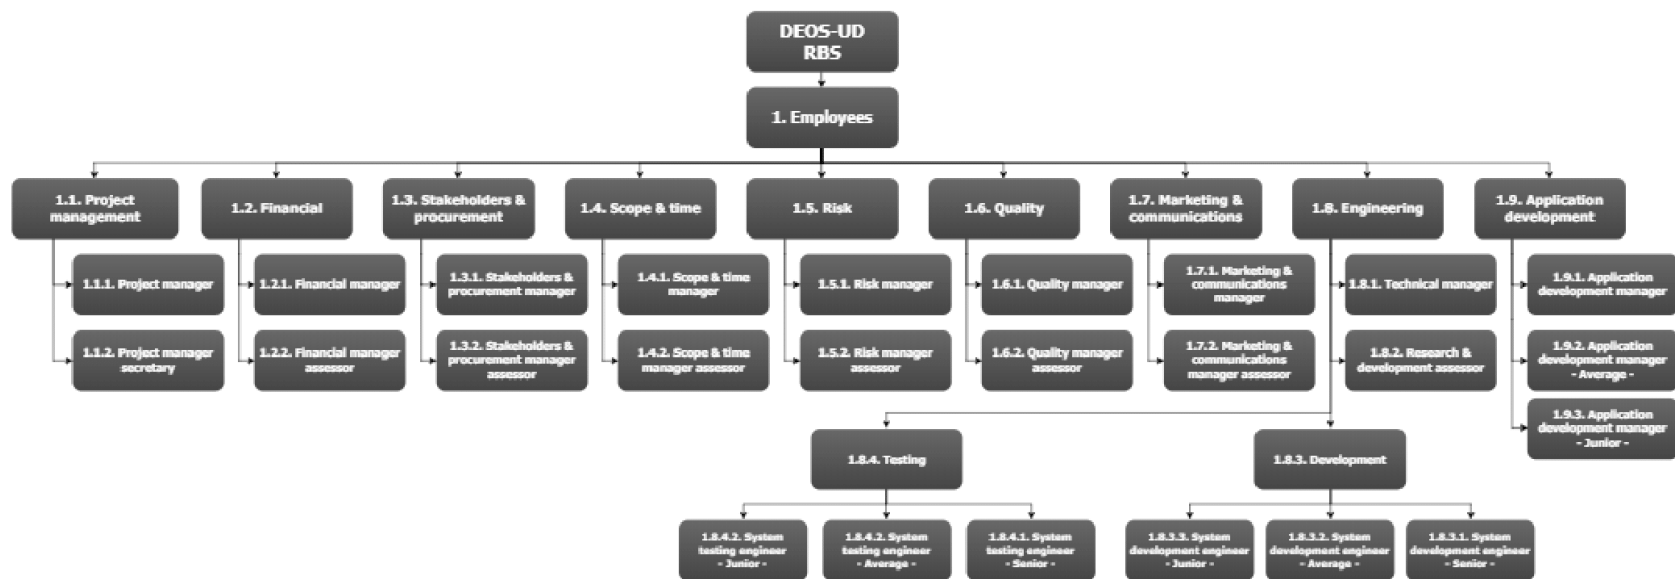 DEOS-UD
RBS
1. Employees
1.1. Project
management
1.2. Financial
1.3. Stakeholders &
procurement
1.4. Scope & time
1.5. Risk
1.6. Quality
1.7. Marketing &
communications
1.8. Engineering
1.9. Application
development
1.1.1. Project manager
1.2.1. Financial manager
1.3.1. Stakeholders &
procurement manager
1.4.1. Scope & time
manager
1.5.1. Risk manager
1.6.1. Quality manager
1.7.1. Marketing &
communications
manager
1.8.1. Technical manager
1.9.1. Application
development manager
1.1.2. Project manager
secretary
1.2.2. Financial manager
assessor
1.3.2. Stakeholders &
procurement manager
assessor
1.4.2. Scope & time
manager assessor
1.5.2. Risk manager
assessor
1.6.2. Quality manager
assessor
1.7.2. Marketing &
communications
manager assessor
1.8.2. Research &
development assessor
1.9.2. Application
development manager
- Average -
1.9.3. Application
development manager
- Junior -
1.8.4. Testing
1.8.3. Development
1.8.4.2. System
testing engineer
- Junior -
1.8.4.2. System
testing engineer
- Average -
1.8.4.1. System
testing engineer
- Senior -
1.8.3.3. System
development engineer
- Junior -
1.8.3.2. System
development engineer
- Average -
1.8.3.1. System
development engineer
- Senior -